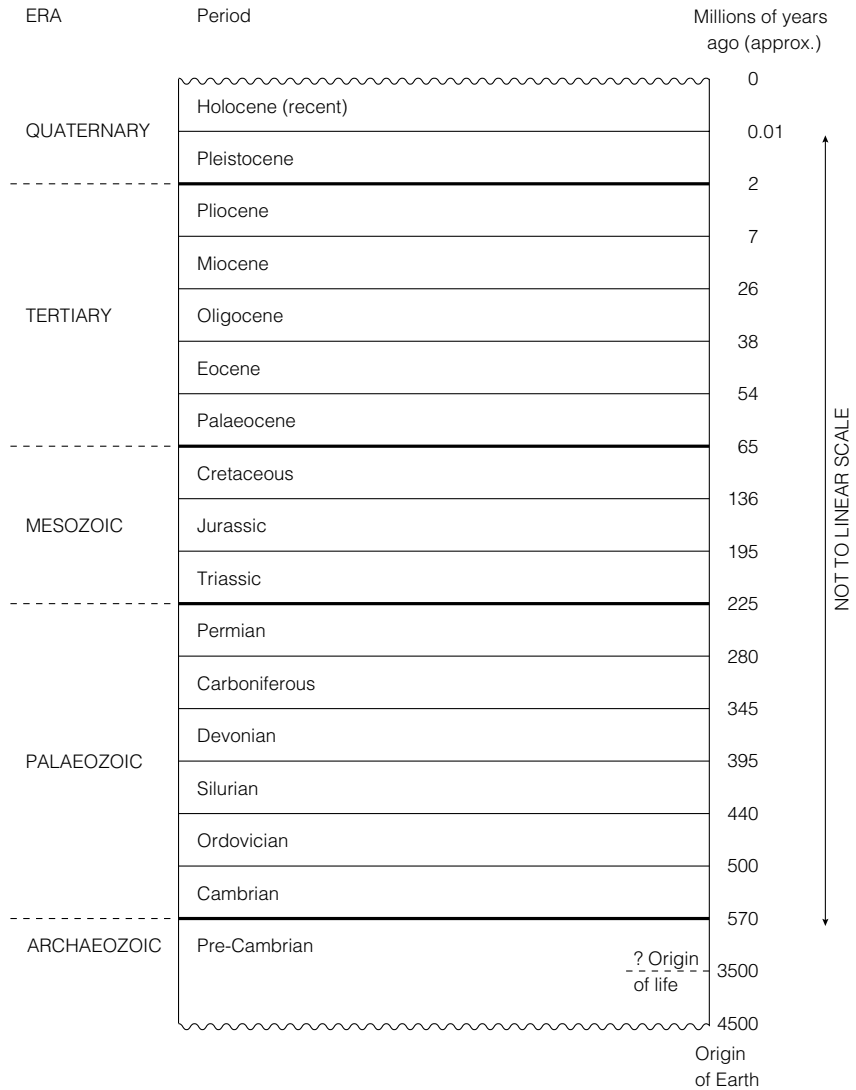 ERA Period Millions of years
ago (approx.)
0
Holocene (recent)
QUATERNARY 0.01
Pleistocene
2
Pliocene
7
Miocene
26
TERTIARY Oligocene
38
Eocene
54
Palaeocene
65
Cretaceous
136
MESOZOIC Jurassic
195
Triassic
225
Permian
280
Carboniferous
345
Devonian
PALAEOZOIC 395
Silurian
440
Ordovician
500
Cambrian
570
ARCHAEOZOIC Pre-Cambrian
? Origin
3500
of life
4500
Origin
of Earth
NOT TO LINEAR SCALE